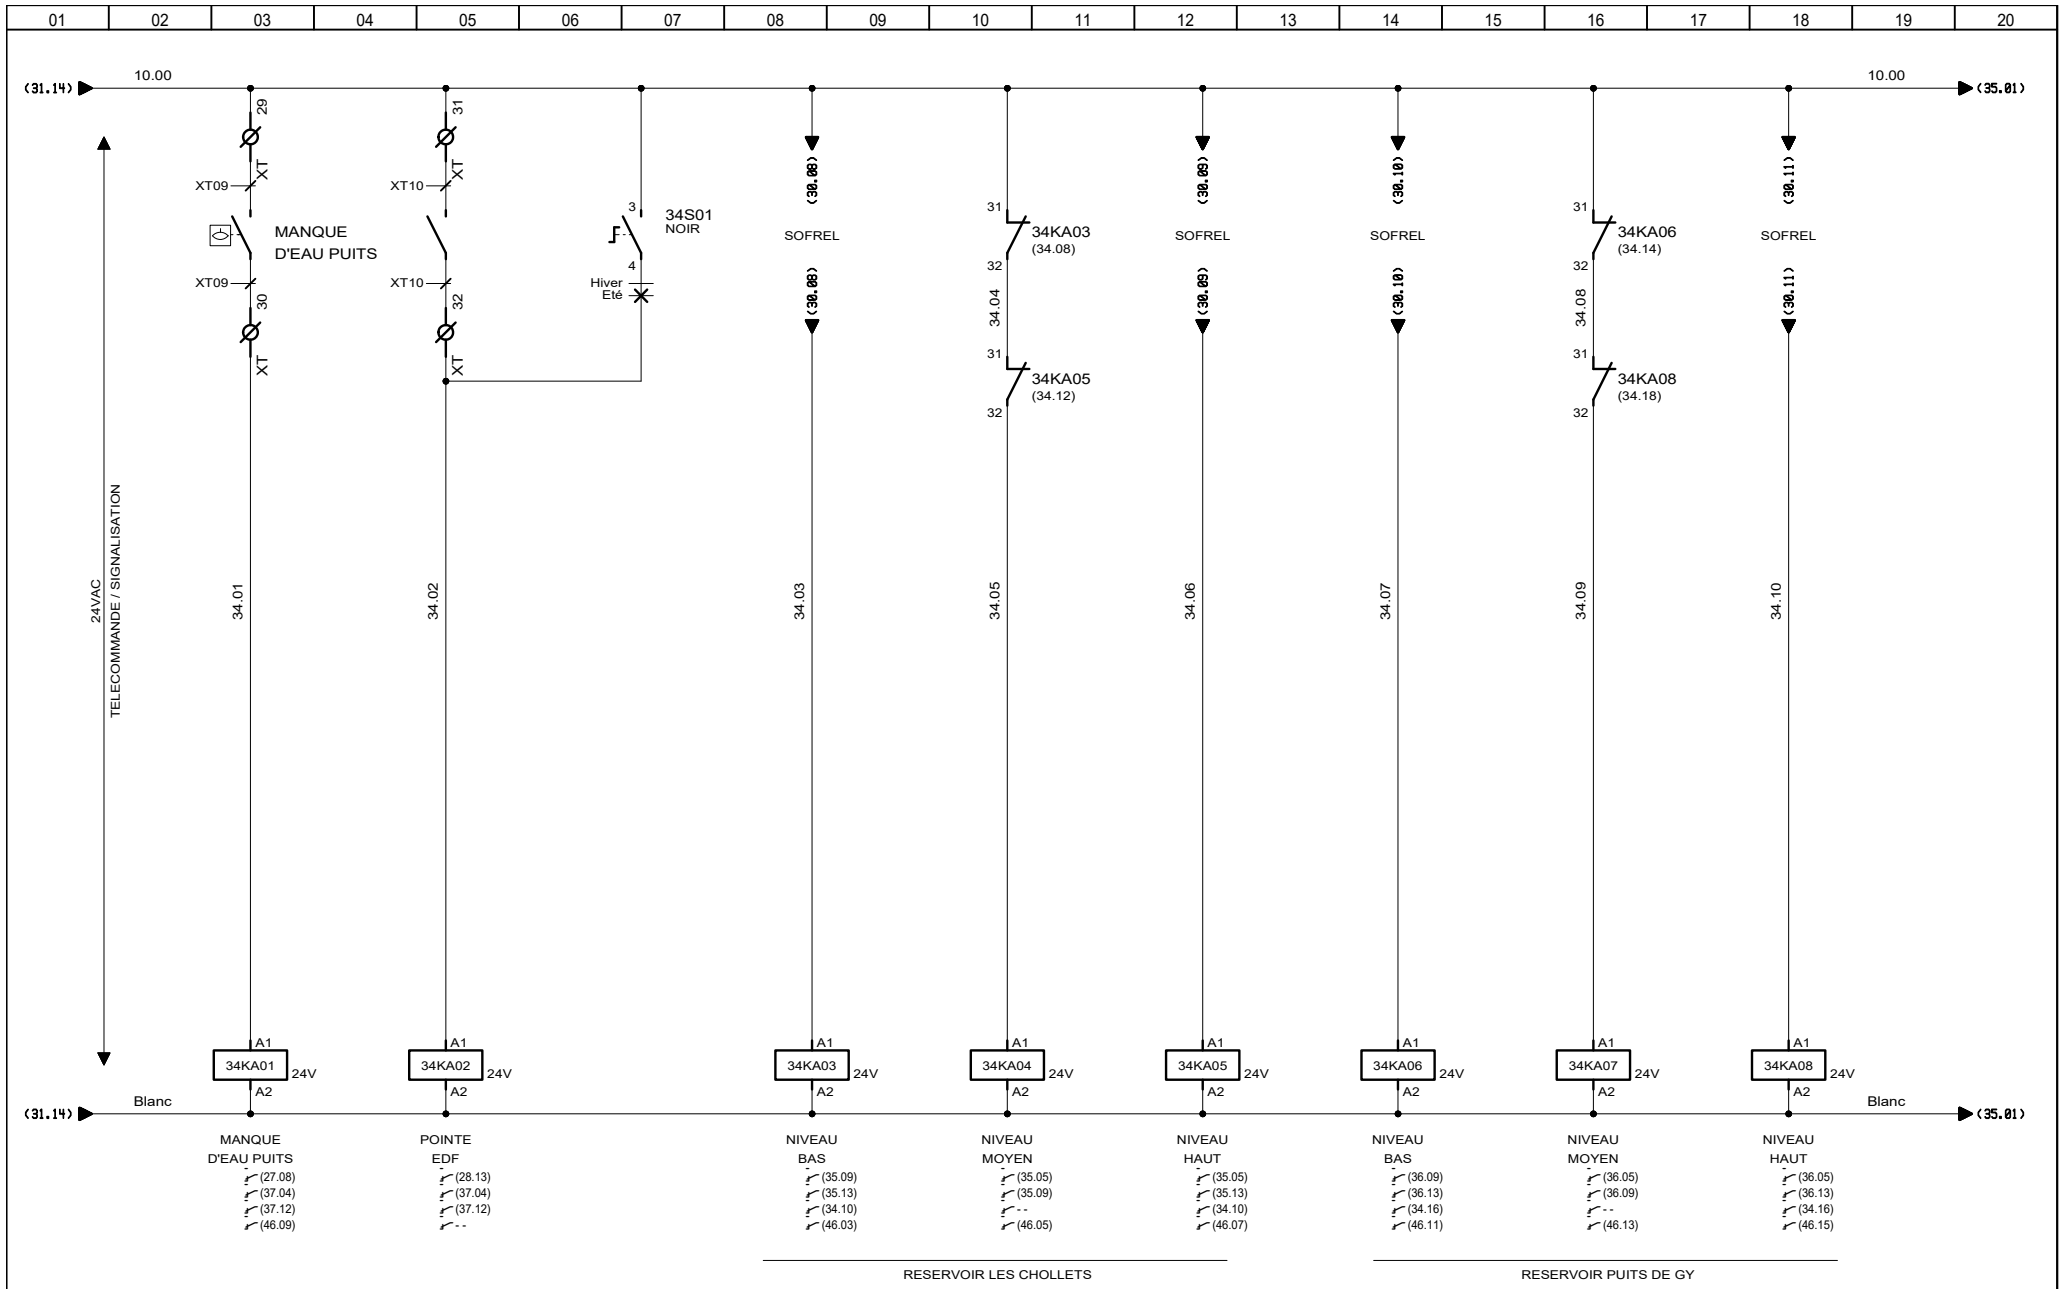 01 02 03 04 05 06 07 08 09 10 11 12 13 14 15 16 17 18 19 20
10.00 10.00
(31.14) (35.01)
29 31
XT XT
(30.08) (30.09) (30.10) (30.11)
XT09 XT10
3 31 31
34S01
NOIR
MANQUE
D'EAU PUITS
SOFREL SOFREL SOFREL SOFREL
34KA03 34KA06
(34.08) (34.14)
4 32 32
XT09 XT10
Hiver
Eté
30 32
(30.08) (30.09) (30.10) (30.11)
34.04 34.08
XT XT
31 31
34KA05 34KA08
(34.12) (34.18)
32 32
24VAC
TELECOMMANDE / SIGNALISATION
34.01 34.02 34.03 34.05 34.06 34.07 34.09 34.10
A1 A1 A1 A1 A1 A1 A1 A1
34KA01 34KA02 34KA03 34KA04 34KA05 34KA06 34KA07 34KA08
24V 24V 24V 24V 24V 24V 24V 24V
A2 A2 A2 A2 A2 A2 A2 A2
Blanc Blanc
(31.14) (35.01)
MANQUE POINTE NIVEAU NIVEAU NIVEAU NIVEAU NIVEAU NIVEAU
D'EAU PUITS EDF BAS MOYEN HAUT BAS MOYEN HAUT
(27.08) (28.13) (35.09) (35.05) (35.05) (36.09) (36.05) (36.05)
(37.04) (37.04) (35.13) (35.09) (35.13) (36.13) (36.09) (36.13)
(37.12) (37.12) (34.10) -- (34.10) (34.16) -- (34.16)
(46.09) -- (46.03) (46.05) (46.07) (46.11) (46.13) (46.15)
RESERVOIR LES CHOLLETS RESERVOIR PUITS DE GY